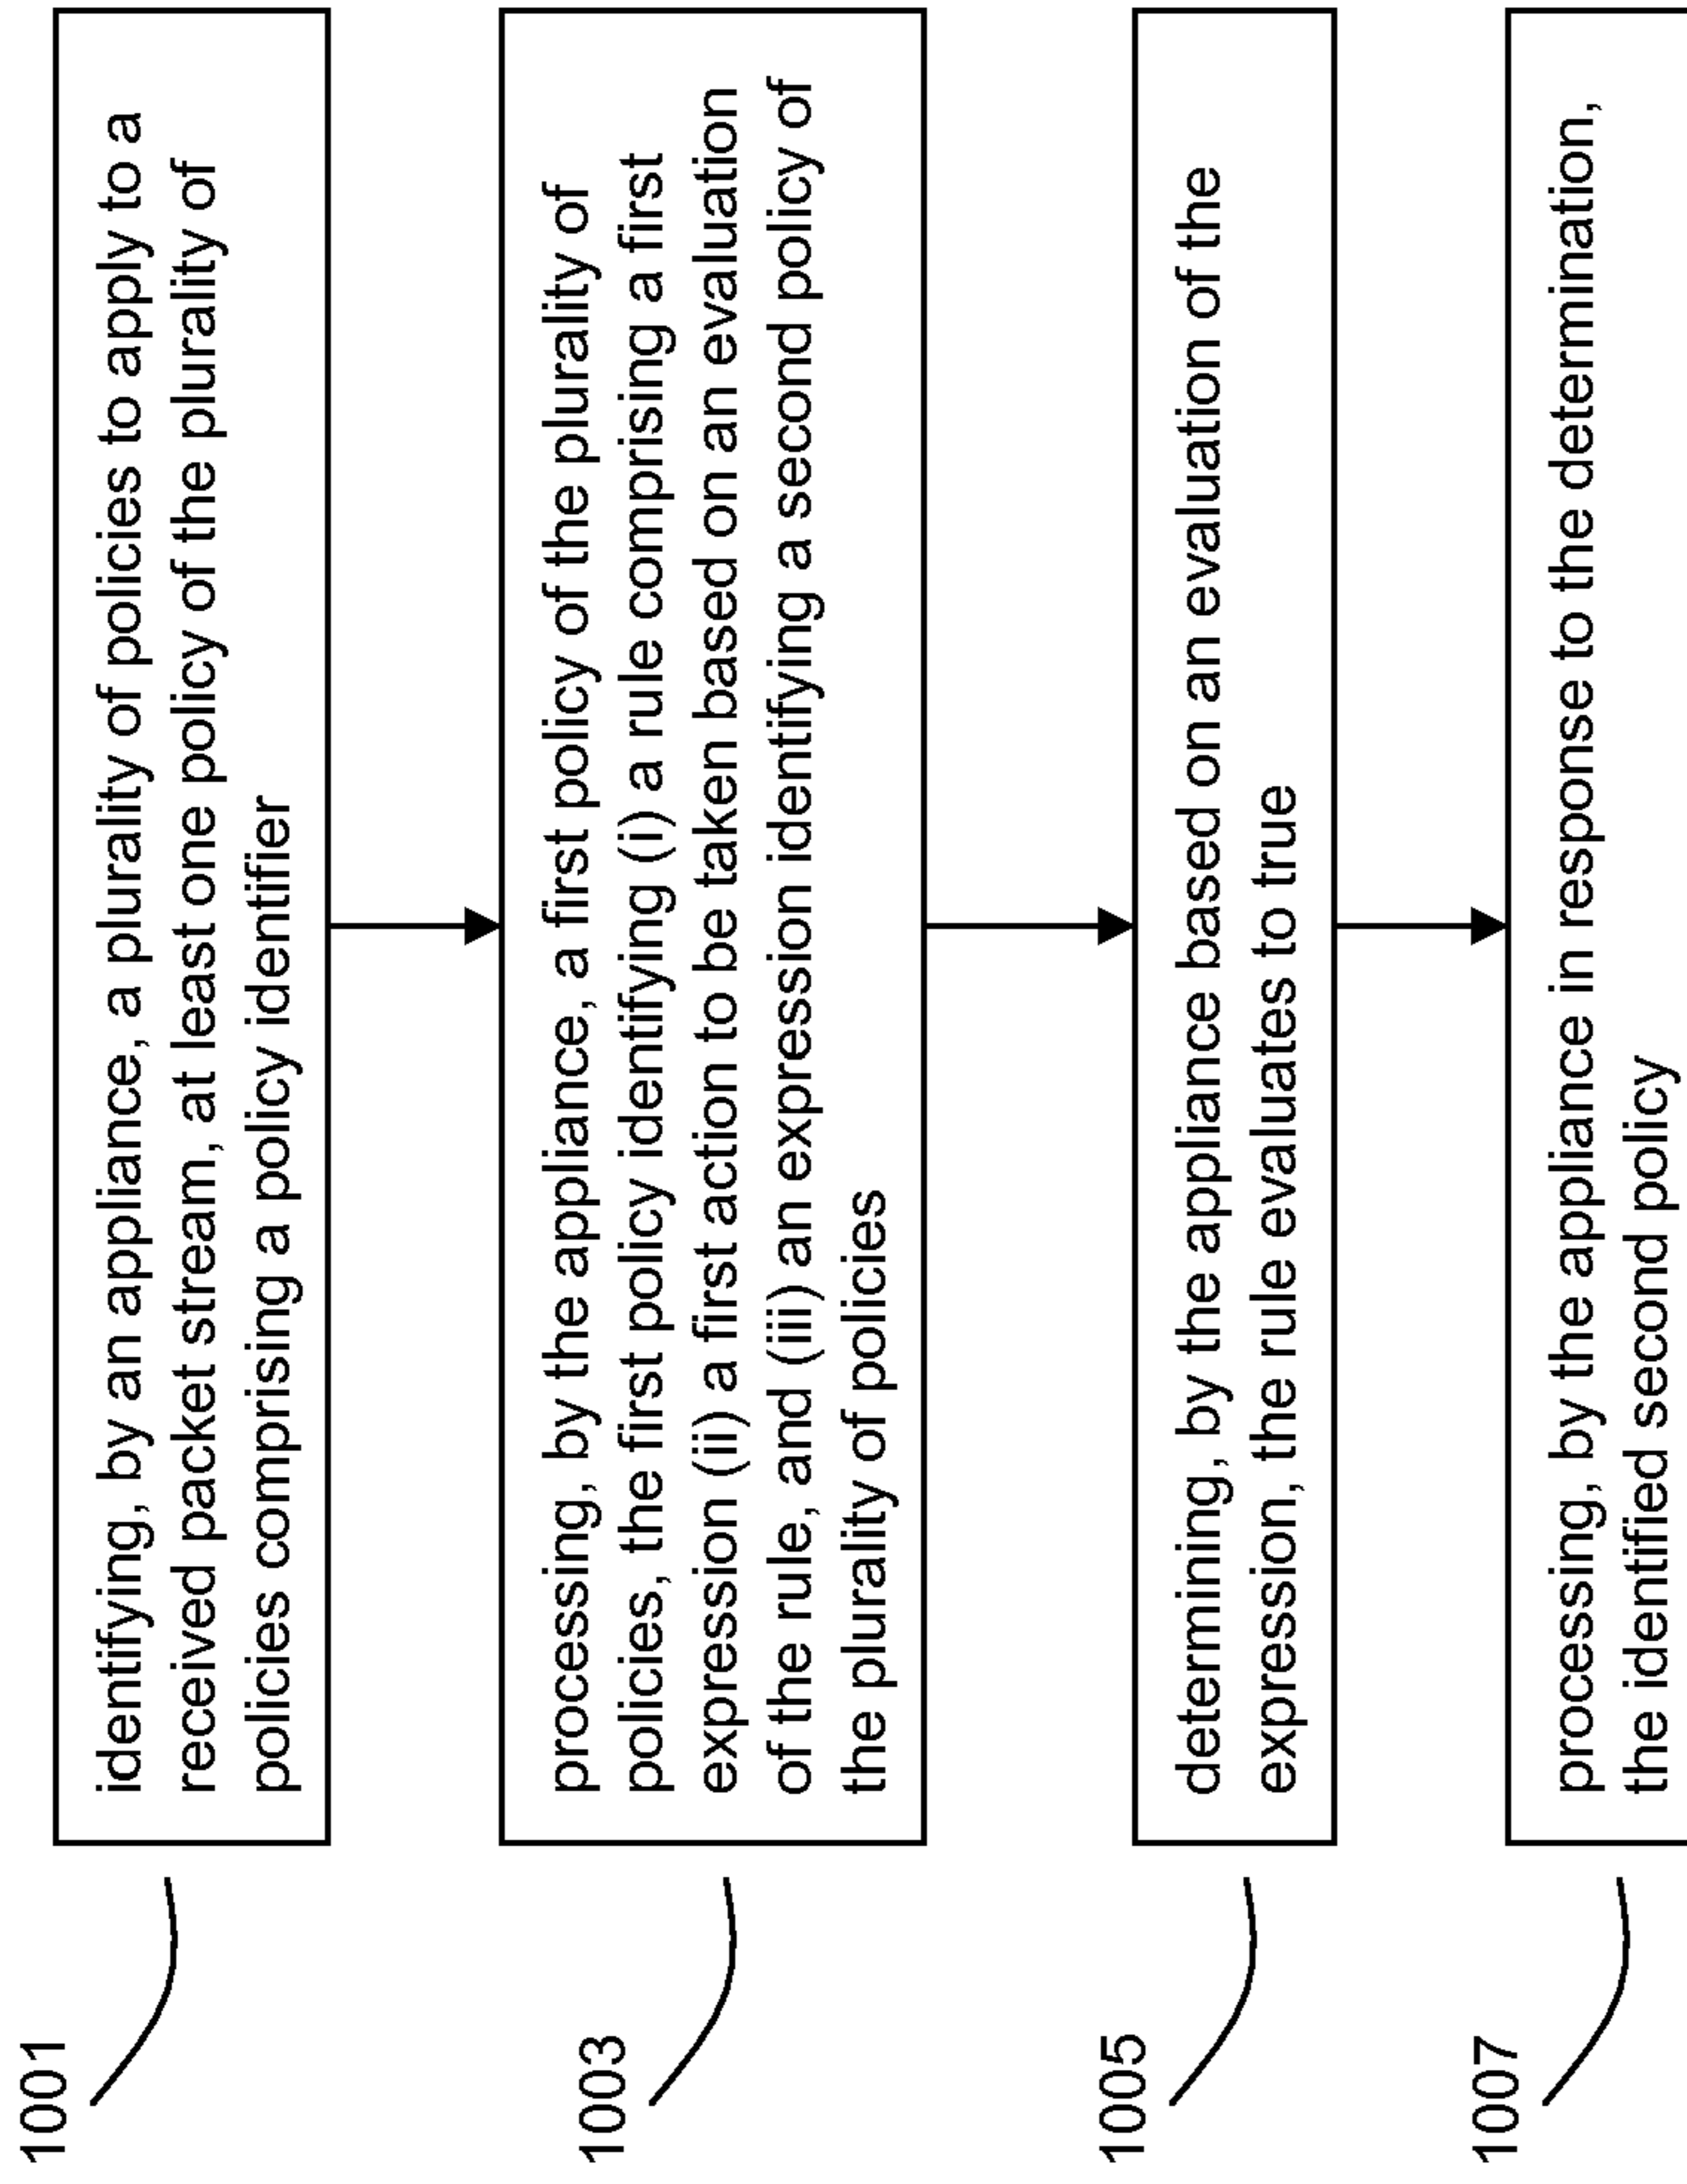 1001
identifying, by an appliance, a plurality of policies to apply to a
received packet stream, at least one policy of the plurality of
policies comprising a policy identifier
1003
processing, by the appliance, a first policy of the plurality of
policies, the first policy identifying (i) a rule comprising a first
expression (ii) a first action to be taken based on an evaluation
of the rule, and (iii) an expression identifying a second policy of
the plurality of policies
1005
determining, by the appliance based on an evaluation of the
expression, the rule evaluates to true
1007
processing, by the appliance in response to the determination,
the identified second policy